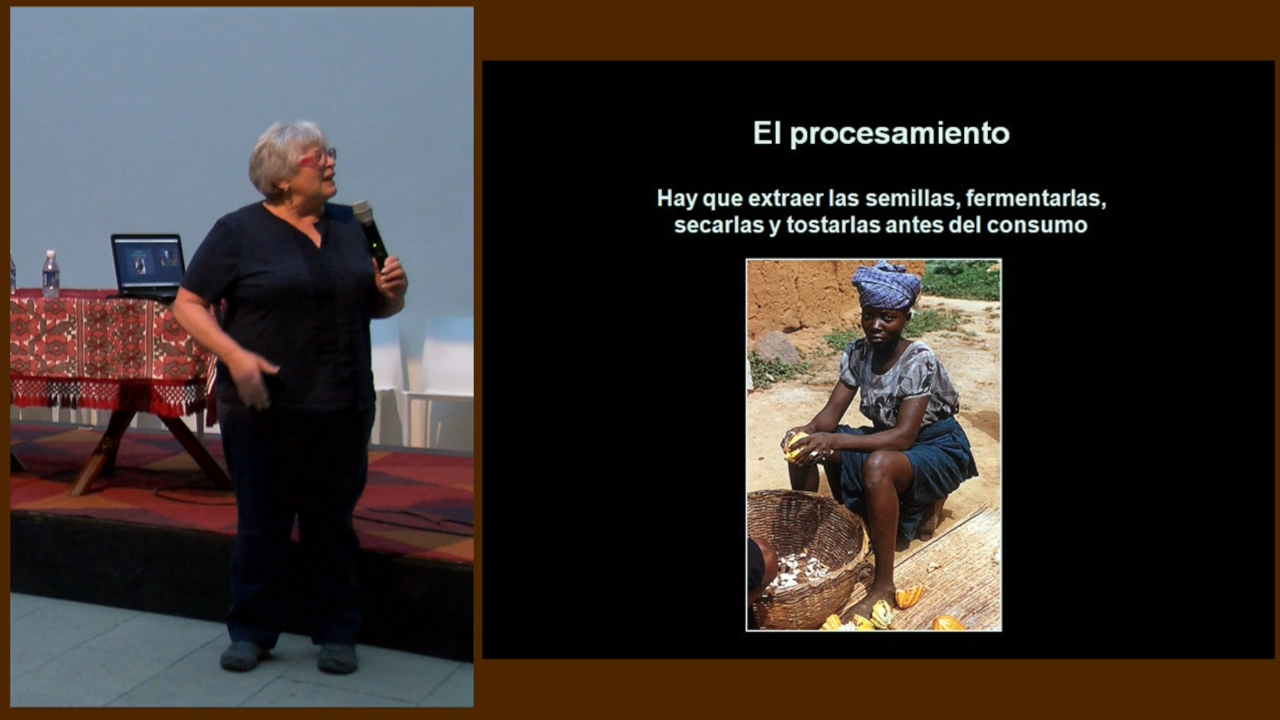 El procesamiento
Hay que extraer las semillas, fermentarlas,
secarlas y tostarlas antes del consumo